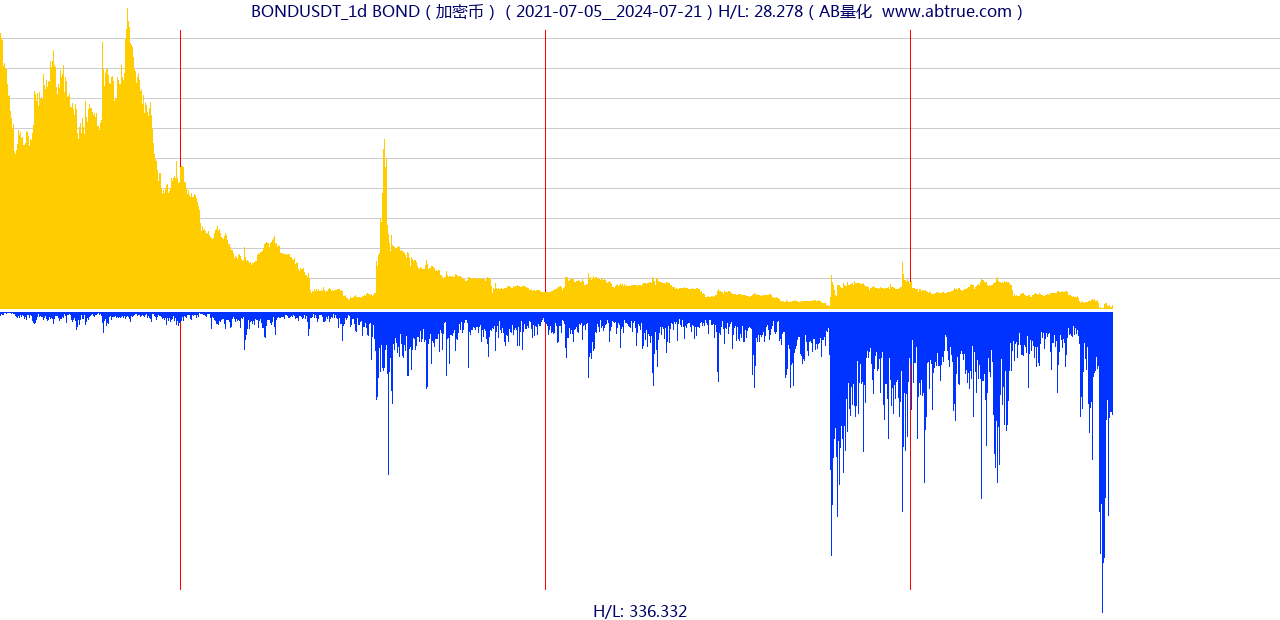 BONDUSDT_1d BOND ( 加密币 ) ( 2021-07-05__2024-07-21 ) H/L: 28.278 ( AB量化  www.abtrue.com )
H/L: 336.332